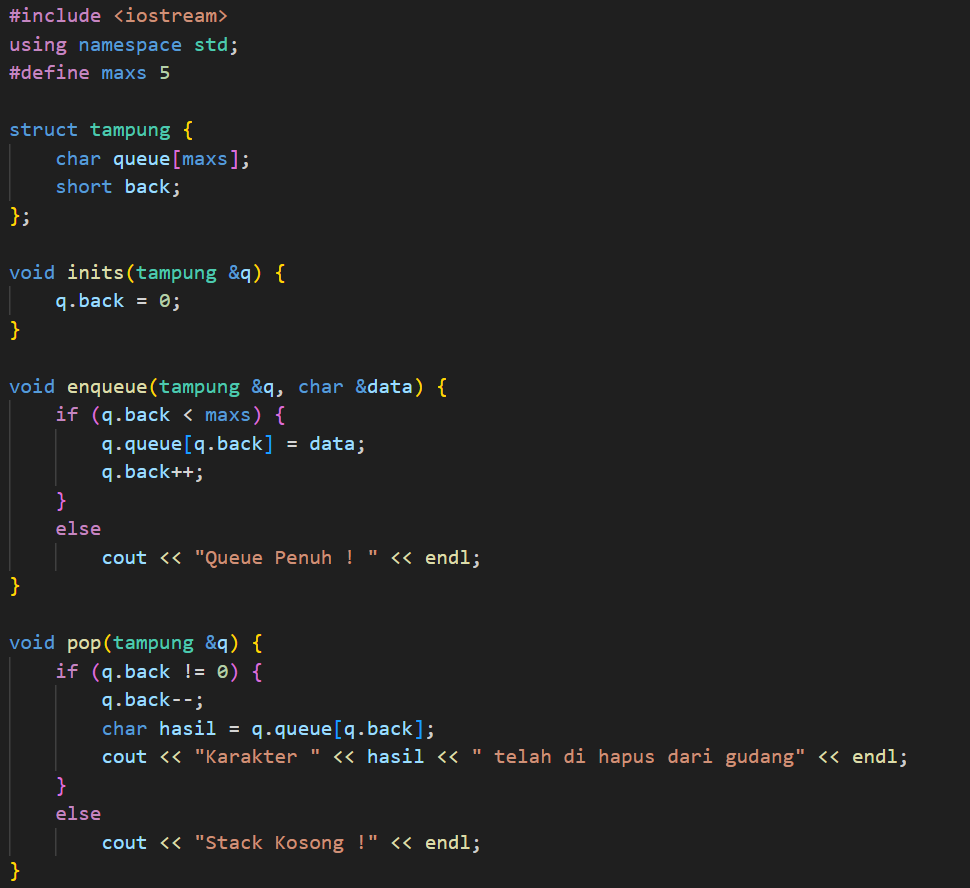 #include <iostream>
using namespace std;
#define maxs 5
struct tampung {
    char queue[maxs];
    short back;
};
void inits(tampung &q) {
    q.back = 0;
}
void enqueue(tampung &q, char &data) {
    if (q.back < maxs) {
        q.queue[q.back] = data;
        q.back++;
    }
    else
        cout << "Queue Penuh ! " << endl;
}
void pop(tampung &q) {
    if (q.back != 0) {
        q.back--;
        char hasil = q.queue[q.back];
        cout << "Karakter " << hasil << " telah di hapus dari gudang" << endl;
    }
    else
        cout << "Stack Kosong !" << endl;
}